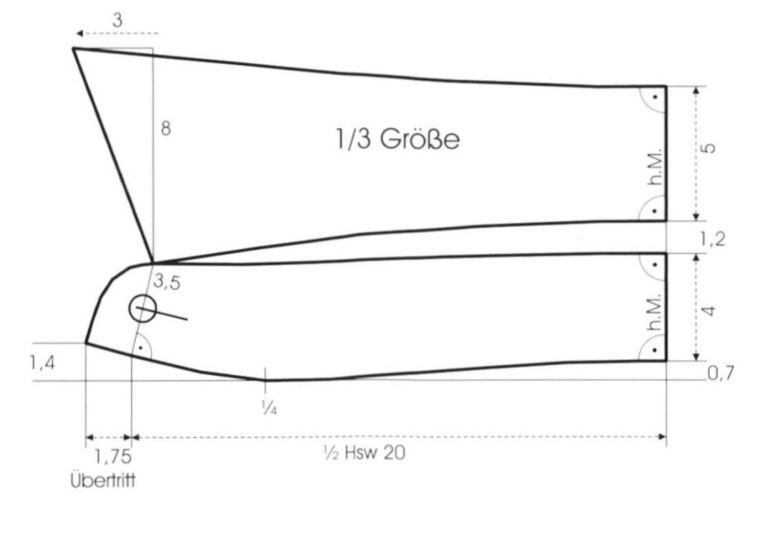 3
8
1/3 Größe
h.M.
5
1,2
3,5
h.M.
4
1,4
0,7
¼
1,75
½ Hsw 20
Übertritt